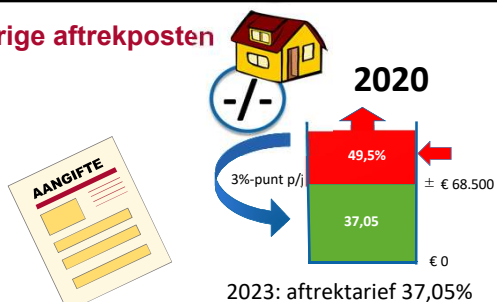 rige aftrekposten
-/-
2020
49,5%
3%-punt p/j
± € 68.500
AANGIFTE
37,05
€ 0
2023: aftrektarief 37,05%